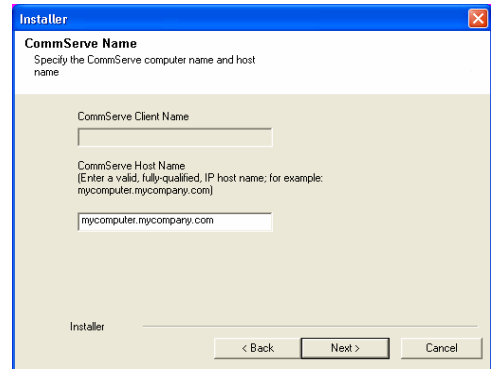 Installer
CommServe Name
Specify the CommServe computer name and host
name
CommServe Client Name
CommServe Host Name
(Enter a valid, fully-qualified, IP host name; for example:
mycomputer.mycompany.com)
mycomputer.mycompany.com
Installer
< Back Next > Cancel